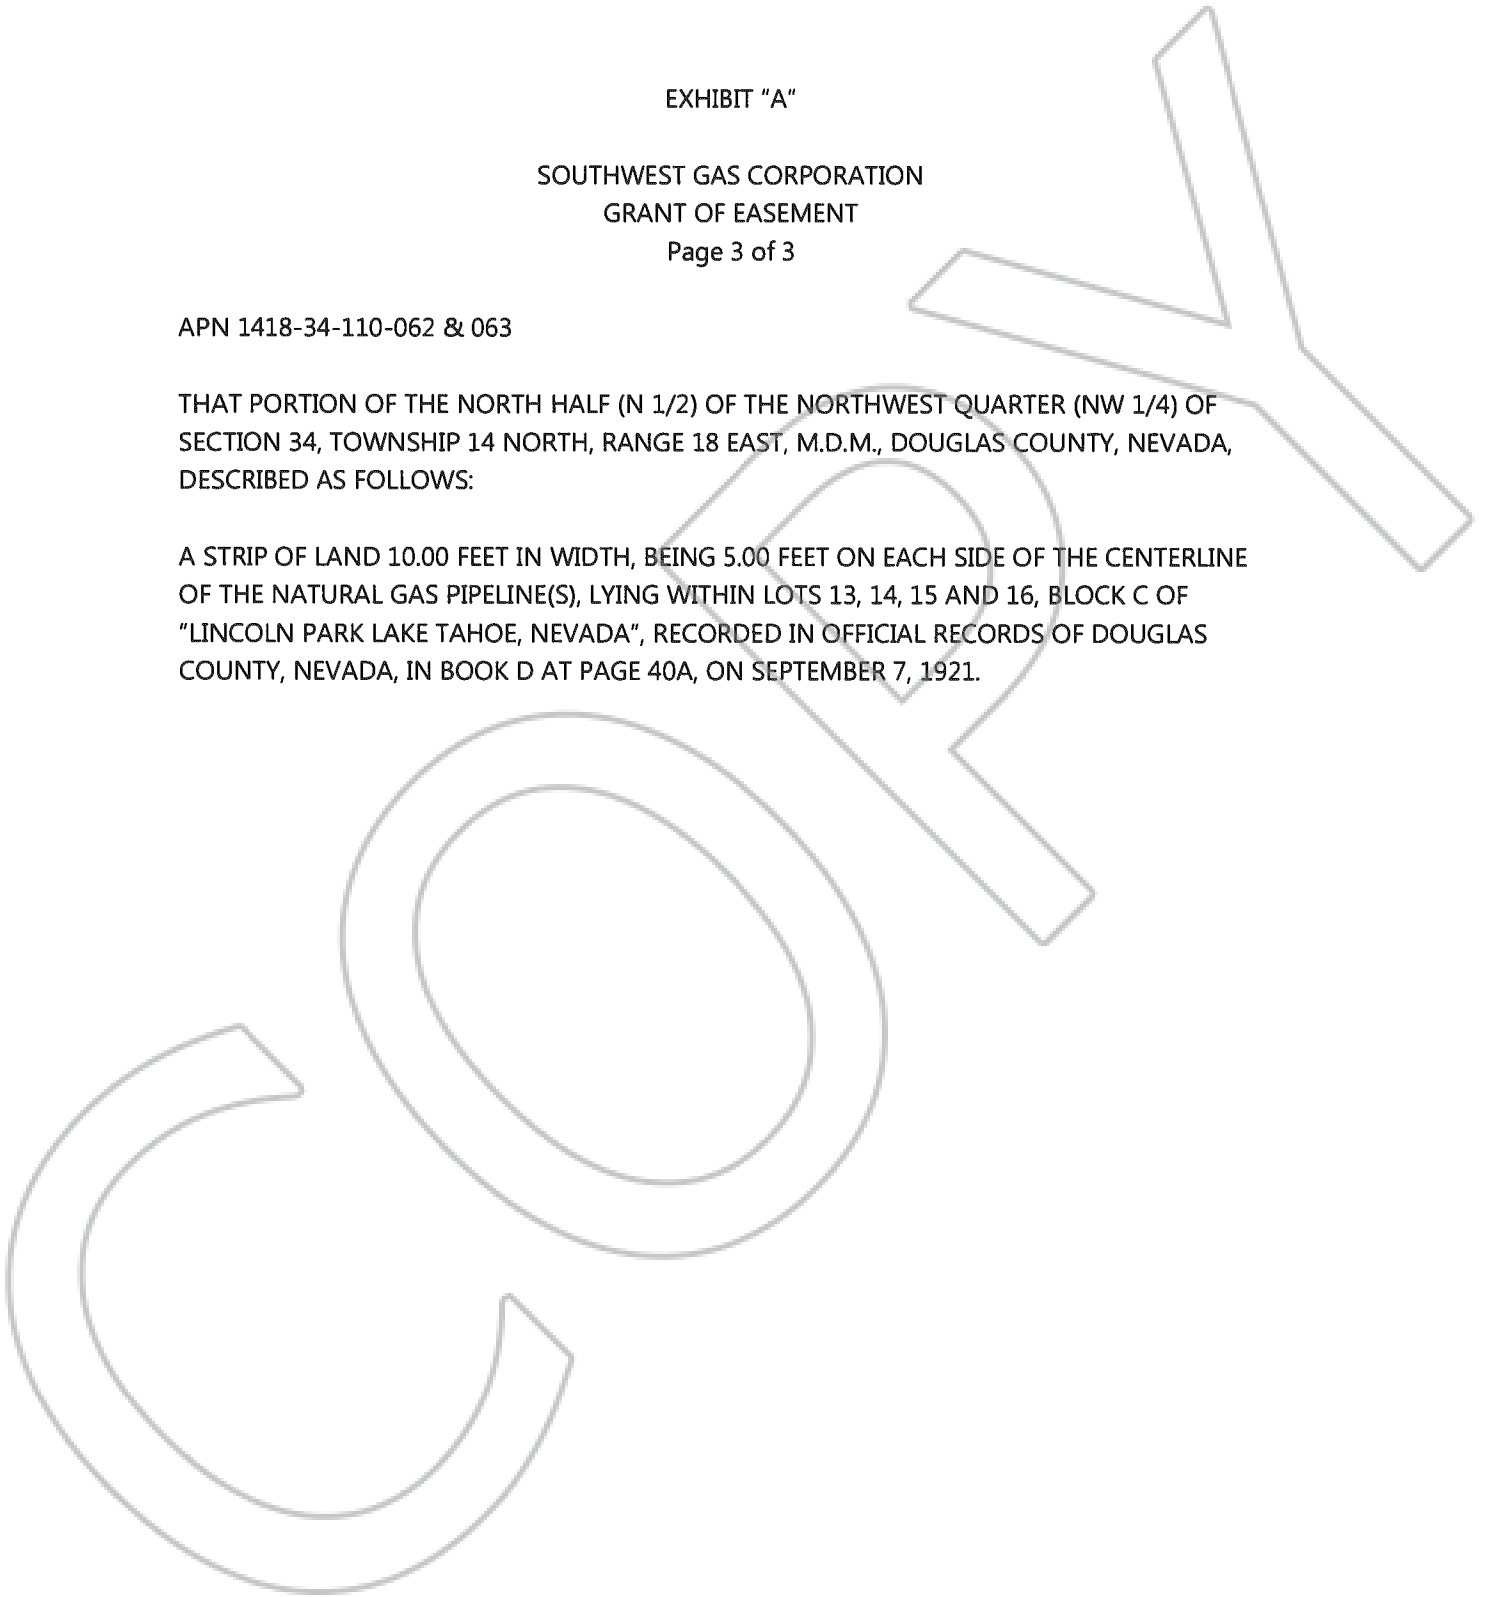 EXHIBIT "A"
SOUTHWEST GAS CORPORATION
GRANT OF EASEMENT
Page 3 of 3
APN 1418-34-110-062 & 063
THAT PORTION OF THE NORTH HALF (N 1/2) OF THE NORTHWEST QUARTER (NW 1/4) OF
SECTION 34, TOWNSHIP 14 NORTH, RANGE 18 EAST, M.D.M., DOUGLAS COUNTY, NEVADA,
DESCRIBED AS FOLLOWS:
A STRIP OF LAND 10.00 FEET IN WIDTH, BEING 5.00 FEET ON EACH SIDE OF THE CENTERLINE
OF THE NATURAL GAS PIPELINE(S), LYING WITHIN LOTS 13, 14, 15 AND 16, BLOCK C OF
"LINCOLN PARK LAKE TAHOE, NEVADA", RECORDED IN OFFICIAL RECORDS OF DOUGLAS
COUNTY, NEVADA, IN BOOK D AT PAGE 40A, ON SEPTEMBER 7, 1921.
COPY